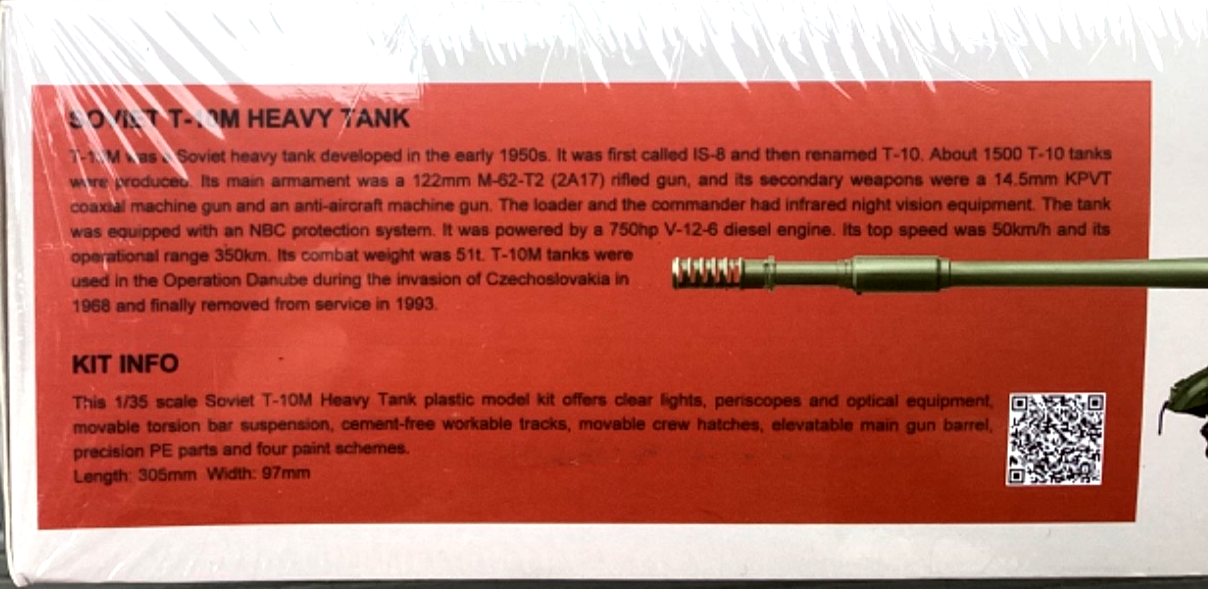 SOVIET T-10M HEAVY TANK
T-10M was a Soviet heavy tank developed in the early 1950s. It was first called IS-8 and then renamed T-10. About 1500 T-10 tanks
were produced. Its main armament was a 122mm M-62-T2 (2A17) rifled gun, and its secondary weapons were a 14.5mm KPVT
coaxial machine gun and an anti-aircraft machine gun. The loader and the commander had infrared night vision equipment. The tank
was equipped with an NBC protection system. It was powered by a 750hp V-12-6 diesel engine. Its top speed was 50km/h and its
operational range 350km. Its combat weight was 51t. T-10M tanks were
used in the Operation Danube during the invasion of Czechoslovakia in
1968 and finally removed from service in 1993.
KIT INFO
This 1/35 scale Soviet T-10M Heavy Tank plastic model kit offers clear lights, periscopes and optical equipment,
movable torsion bar suspension, cement-free workable tracks, movable crew hatches, elevatable main gun barrel,
precision PE parts and four paint schemes.
Length: 305mm Width: 97mm